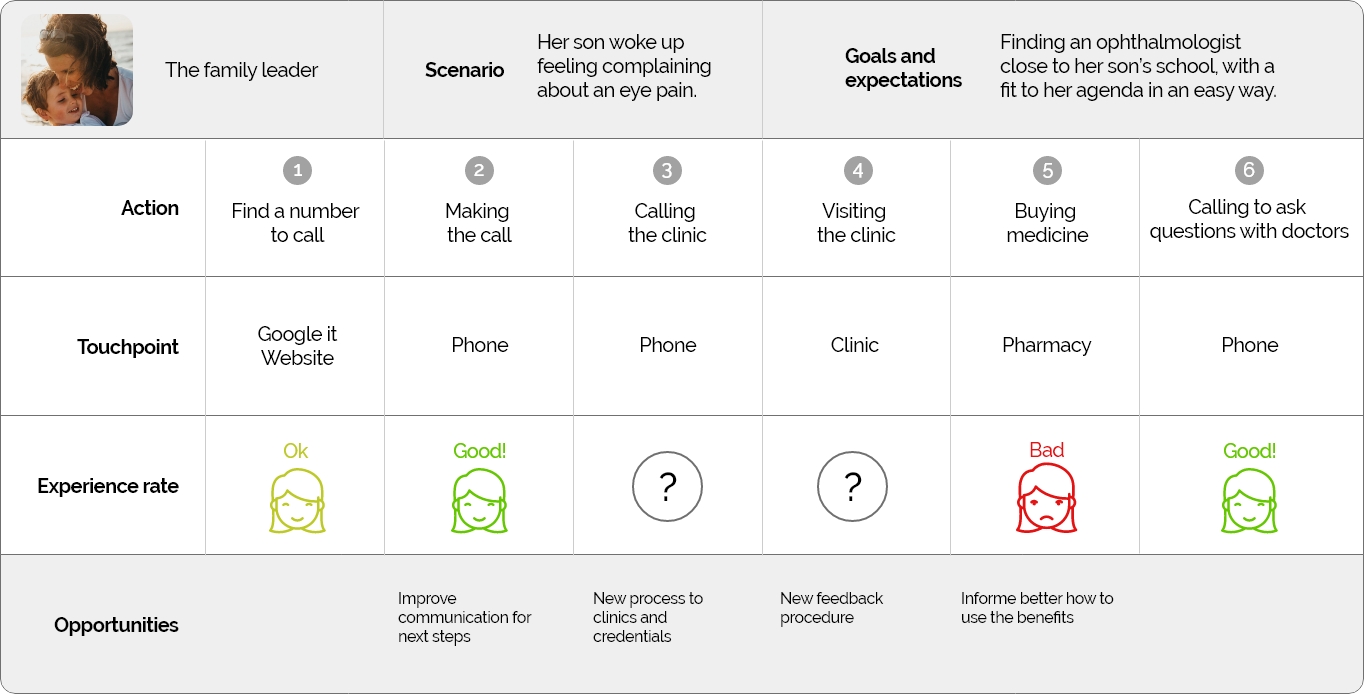 The family leader
Scenario
Her son woke up
feeling complaining
about an eye pain.
Goals and
expectations
Finding an ophthalmologist
close to her son’s school, with a
fit to her agenda in an easy way.
Action
1
Find a number
to call
2
Making
the call
3
Calling
the clinic
4
Visiting
the clinic
5
Buying
medicine
6
Calling to ask
questions with doctors
Touchpoint
Google it
Website
Phone
Phone
Clinic
Pharmacy
Phone
Experience rate
Ok
Good!
?
?
Bad
Good!
Opportunities
Improve
communication for
next steps
New process to
clinics and
credentials
New feedback
procedure
Informe better how to
use the benefits